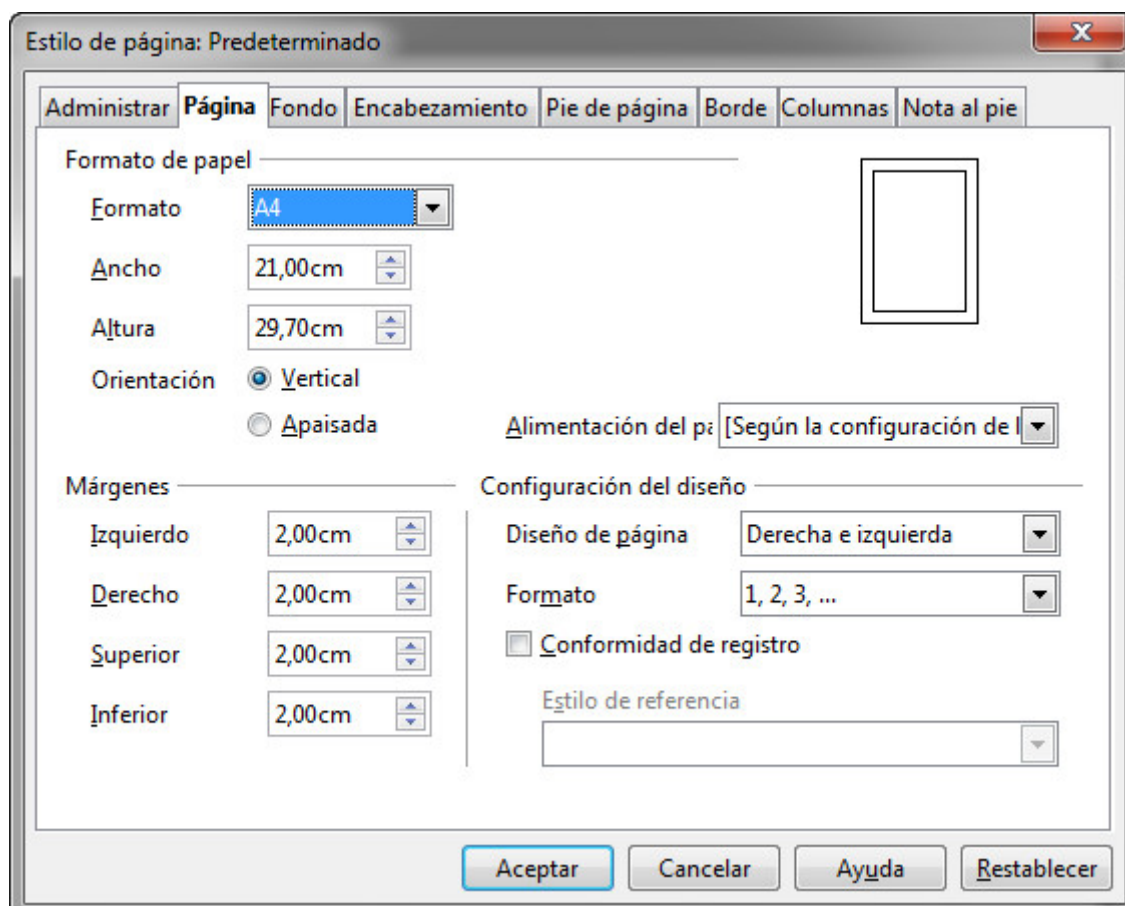 Estilo de página: Predeterminado
Administrar Página Fondo Encabezamiento Pie de página Borde Columnas Nota al pie
Formato de papel
Formato A4
Ancho 21,00cm
Altura 29,70cm
Orientación Vertical
Apaisada Alimentación del pa [Según la configuración de l
Márgenes Configuración del diseño
Izquierdo 2,00cm Diseño de página Derecha e izquierda
Derecho 2,00cm Formato 1, 2, 3, ...
Superior 2,00cm Conformidad de registro
Inferior 2,00cm Estilo de referencia
Aceptar Cancelar Ayuda Restablecer